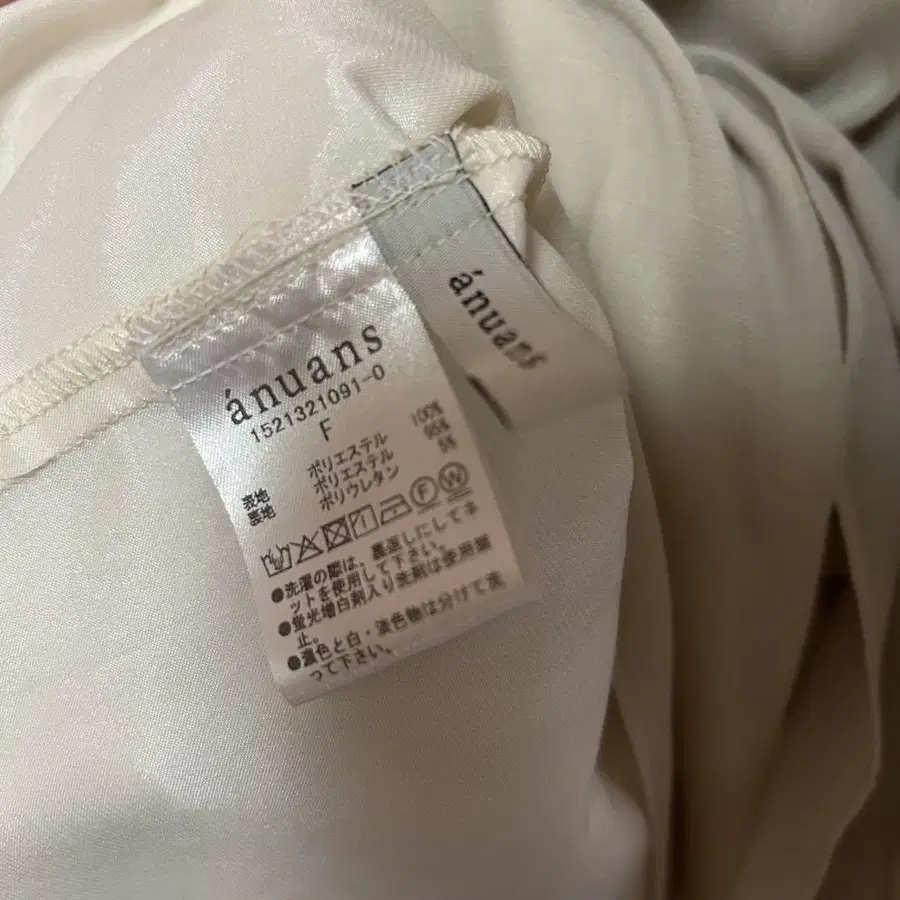 ánuans
ánuans
1521321091-0
F
表地 ポリエステル 100%
裏地 ポリエステル 95%
ポリウレタン 5%
F W
●洗濯の際は、裏返しにしてネ
ットを使用して下さい。
●蛍光増白剤入り洗剤は使用禁
止。
●濃色と白・淡色物は分けて洗
って下さい。